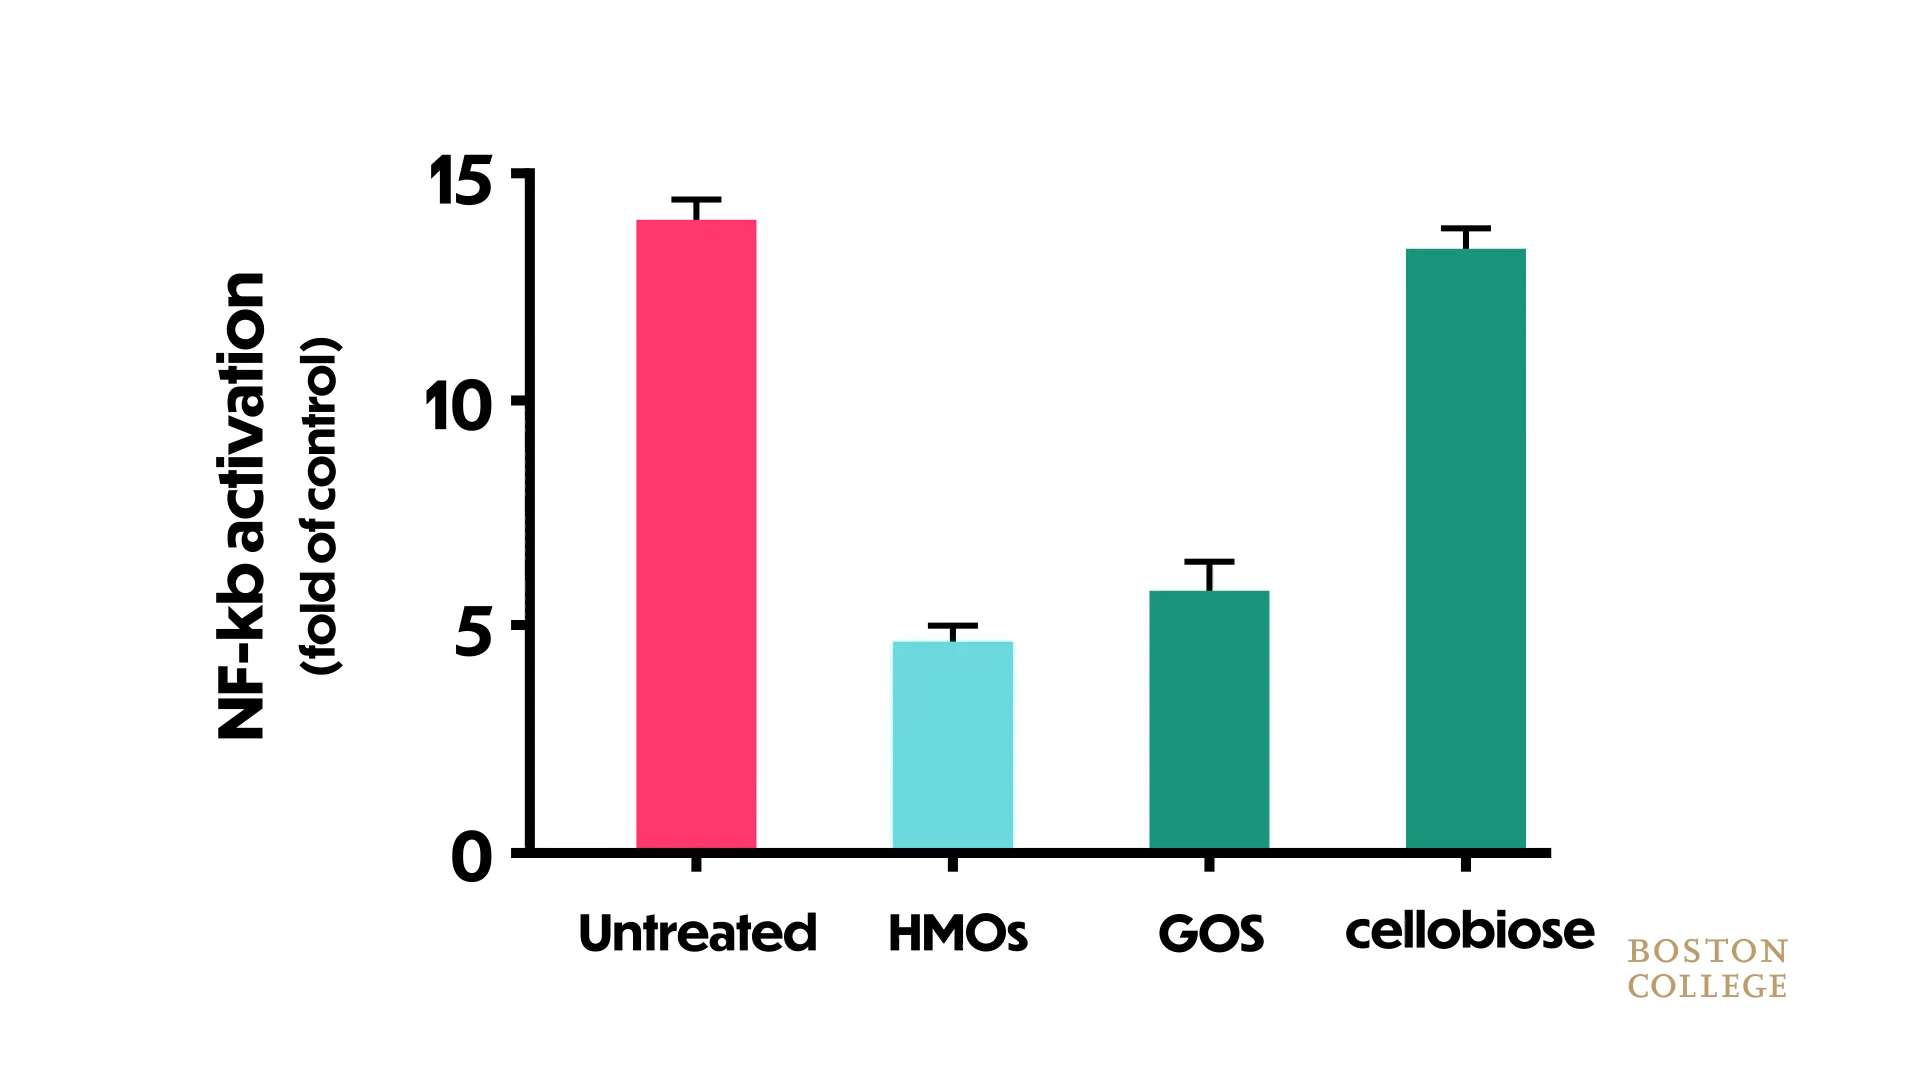 NF-kb activation
(fold of control)
15
10
5
0
Untreated HMOs GOS cellobiose
BOSTON
COLLEGE